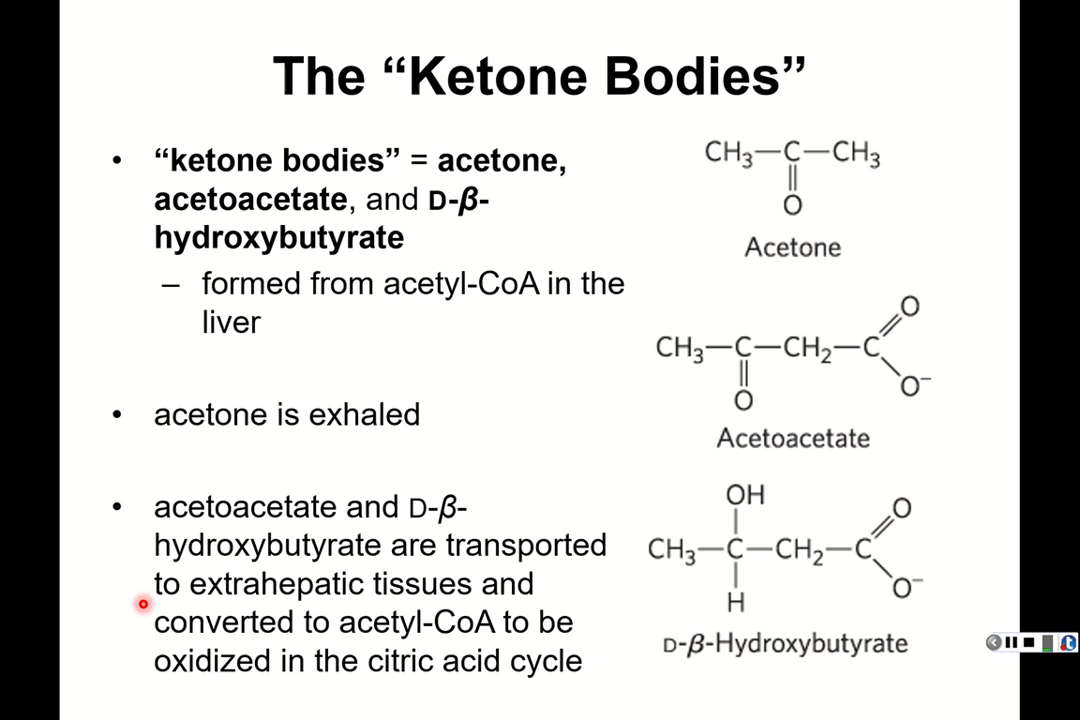 The “Ketone Bodies”
• “ketone bodies” = acetone,
acetoacetate, and D-β-
hydroxybutyrate
– formed from acetyl-CoA in the
liver
• acetone is exhaled
• acetoacetate and D-β-
hydroxybutyrate are transported
to extrahepatic tissues and
converted to acetyl-CoA to be
oxidized in the citric acid cycle
CH₃—C—CH₃
O
Acetone
O
CH₃—C—CH₂—C
O⁻
O
Acetoacetate
OH
O
CH₃—C—CH₂—C
O⁻
H
D-β-Hydroxybutyrate
t